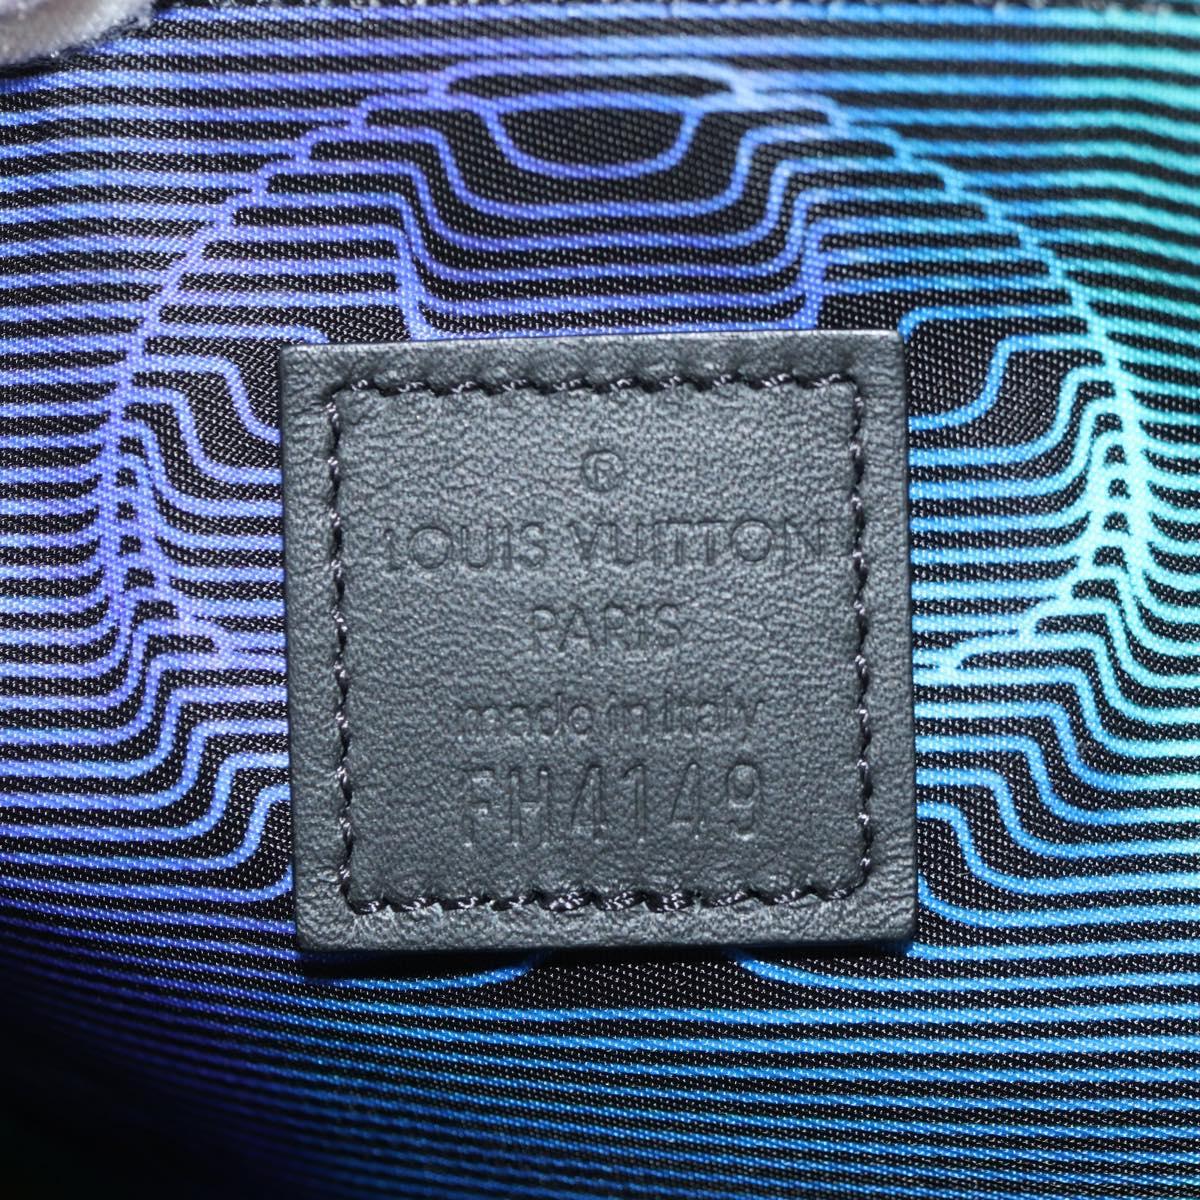 ®
LOUIS VUITTON
PARIS
made in Italy
FH4149